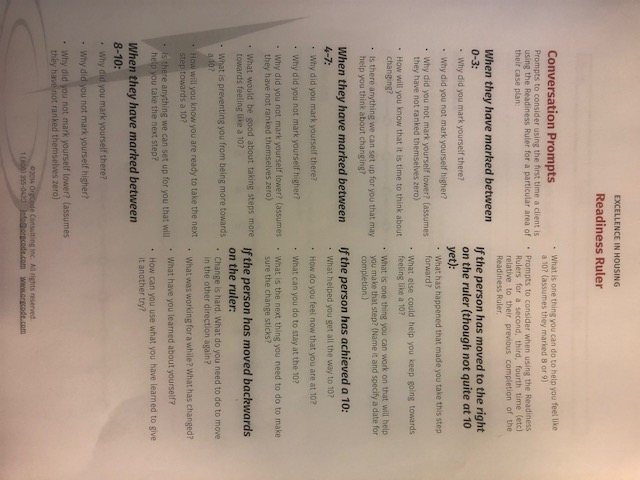 EXCELLENCE IN HOUSING
Readiness Ruler
Conversation Prompts
Prompts to consider using the first time a client is
using the Readiness Ruler for a particular area of
their case plan:
When they have marked between
0-3:
• Why did you mark yourself there?
• Why did you not mark yourself higher?
• Why did you not mark yourself lower? (assumes
they have not ranked themselves zero)
• How will you know that it is time to think about
changing?
• Is there anything we can set up for you that may
help you think about changing?
When they have marked between
4-7:
• Why did you mark yourself there?
• Why did you not mark yourself higher?
• Why did you not mark yourself lower? (assumes
they have not ranked themselves zero)
• What would be good about taking steps more
towards feeling like a 10?
• What is preventing you from being more towards
a 10?
• How will you know you are ready to take the next
step towards a 10?
• Is there anything we can set up for you that will
help you take the next step?
When they have marked between
8-10:
• Why did you mark yourself there?
• Why did you not mark yourself higher?
• Why did you not mark yourself lower? (assumes
they have not ranked themselves zero)
• What is one thing you can do to help you feel like
a 10? (assumes they marked 8 or 9)
• Prompts to consider when using the Readiness
Rulers for a second, third, fourth time (etc)
relative to their previous completion of the
Readiness Ruler:
If the person has moved to the right
on the ruler (though not quite at 10
yet):
• What has happened that made you take this step
forward?
• What else could help you keep going towards
feeling like a 10?
• What is one thing you can work on that will help
you make that step? (Name it and specify a date for
completion.)
If the person has achieved a 10:
• What helped you get all the way to 10?
• How do you feel now that you are at 10?
• What can you do to stay at the 10?
• What is the next thing you need to do to make
sure the change sticks?
If the person has moved backwards
on the ruler:
• Change is hard. What do you need to do to move
in the other direction again?
• What was working for a while? What has changed?
• What have you learned about yourself?
• How can you use what you have learned to give
it another try?
©2014 OrgCode Consulting Inc. All rights reserved.
info@orgcode.com www.orgcode.com